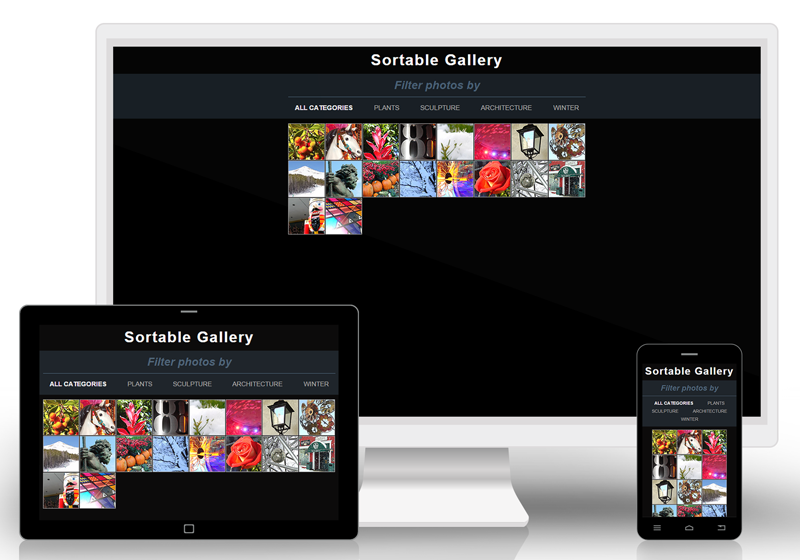 Sortable Gallery
Filter photos by
ALL CATEGORIES PLANTS SCULPTURE ARCHITECTURE WINTER
Sortable Gallery
Filter photos by
ALL CATEGORIES PLANTS SCULPTURE ARCHITECTURE WINTER
Sortable Gallery
Filter photos by
ALL CATEGORIES PLANTS
SCULPTURE ARCHITECTURE
WINTER